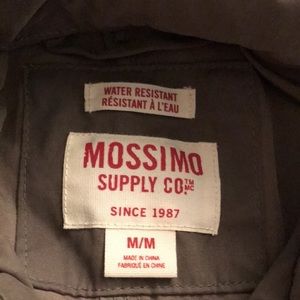 WATER RESISTANT
RÉSISTANT À L'EAU
MOSSIMO
SUPPLY CO.™ MC
SINCE 1987
M/M
MADE IN CHINA
FABRIQUÉ EN CHINE